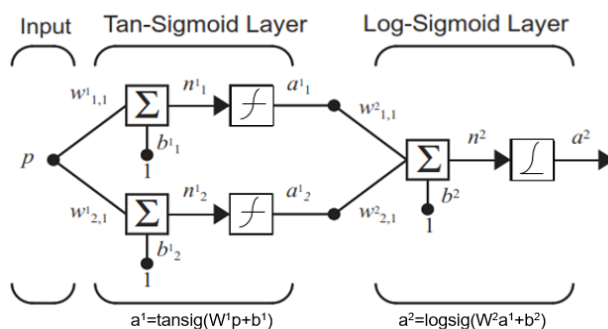 Input Tan-Sigmoid Layer Log-Sigmoid Layer
w¹₁,₁ n¹₁ a¹₁ w²₁,₁
Σ
b¹₁
1
p
Σ n² a²
w¹₂,₁ n¹₂ a¹₂ w²₂,₁ b²
Σ 1
b¹₂
1
a¹=tansig(W¹p+b¹) a²=logsig(W²a¹+b²)